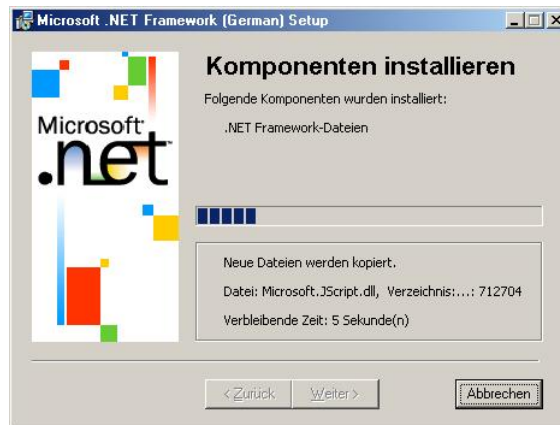 Microsoft .NET Framework (German) Setup
Microsoft
.net
Komponenten installieren
Folgende Komponenten wurden installiert:
.NET Framework-Dateien
Neue Dateien werden kopiert.
Datei: Microsoft.JScript.dll, Verzeichnis:...: 712704
Verbleibende Zeit: 5 Sekunde(n)
< Zurück
Weiter >
Abbrechen